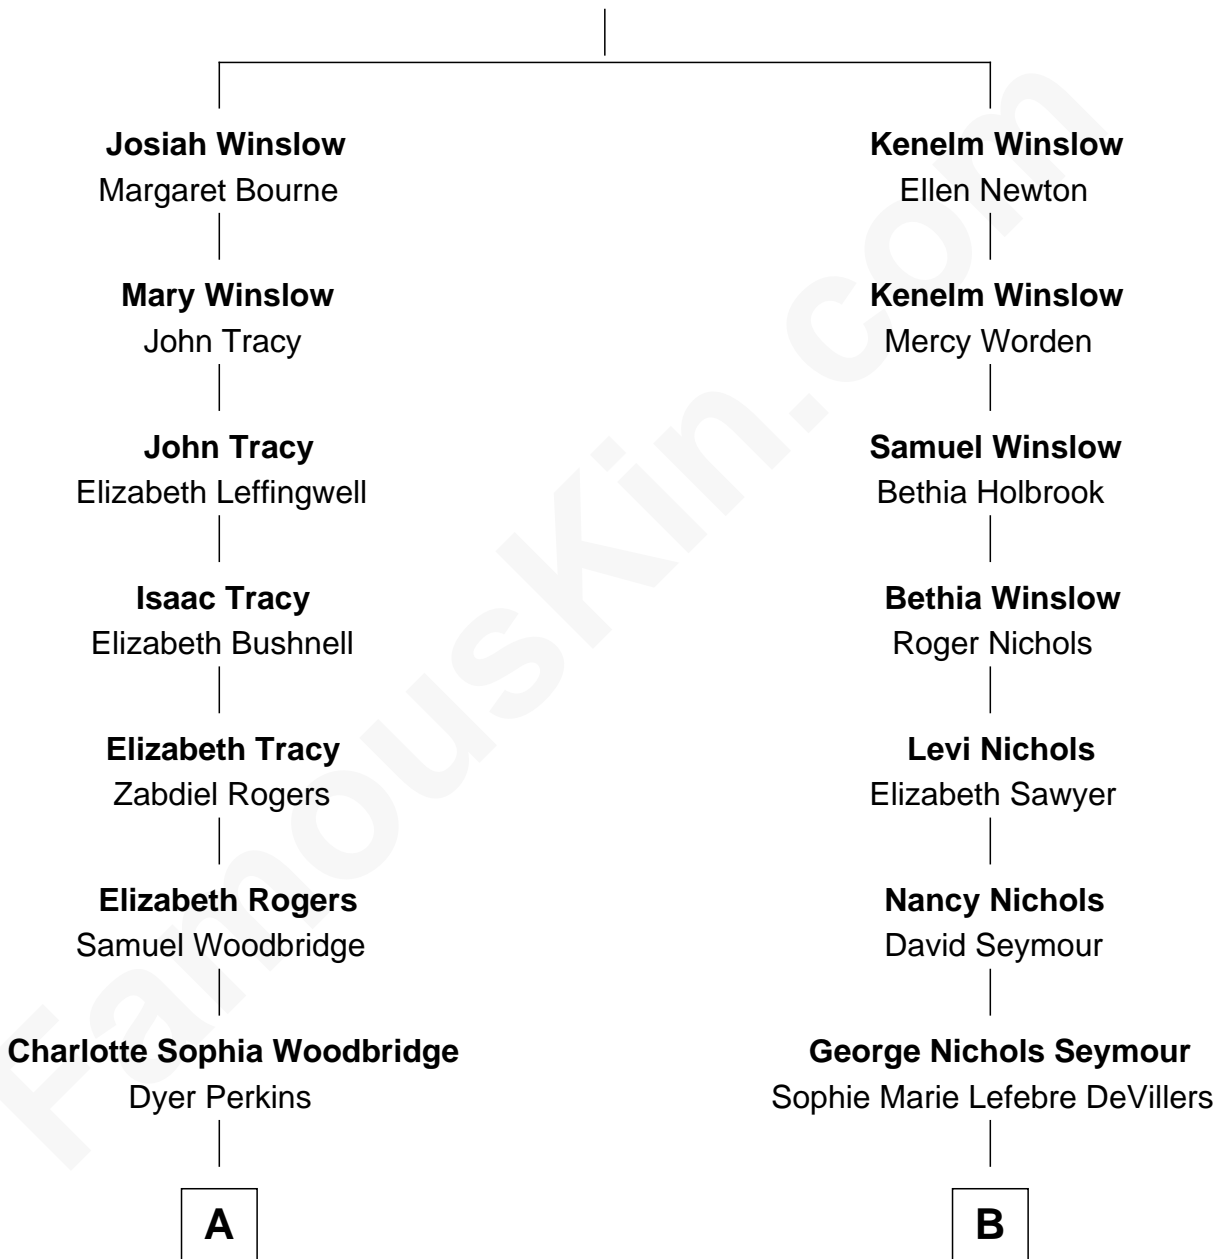 Josiah Winslow
Margaret Bourne
Mary Winslow
John Tracy
John Tracy
Elizabeth Leffingwell
Isaac Tracy
Elizabeth Bushnell
Elizabeth Tracy
Zabdiel Rogers
Elizabeth Rogers
Samuel Woodbridge
Charlotte Sophia Woodbridge
Dyer Perkins
A
Kenelm Winslow
Ellen Newton
Kenelm Winslow
Mercy Worden
Samuel Winslow
Bethia Holbrook
Bethia Winslow
Roger Nichols
Levi Nichols
Elizabeth Sawyer
Nancy Nichols
David Seymour
George Nichols Seymour
Sophie Marie Lefebre DeVillers
B
FamousKin.com